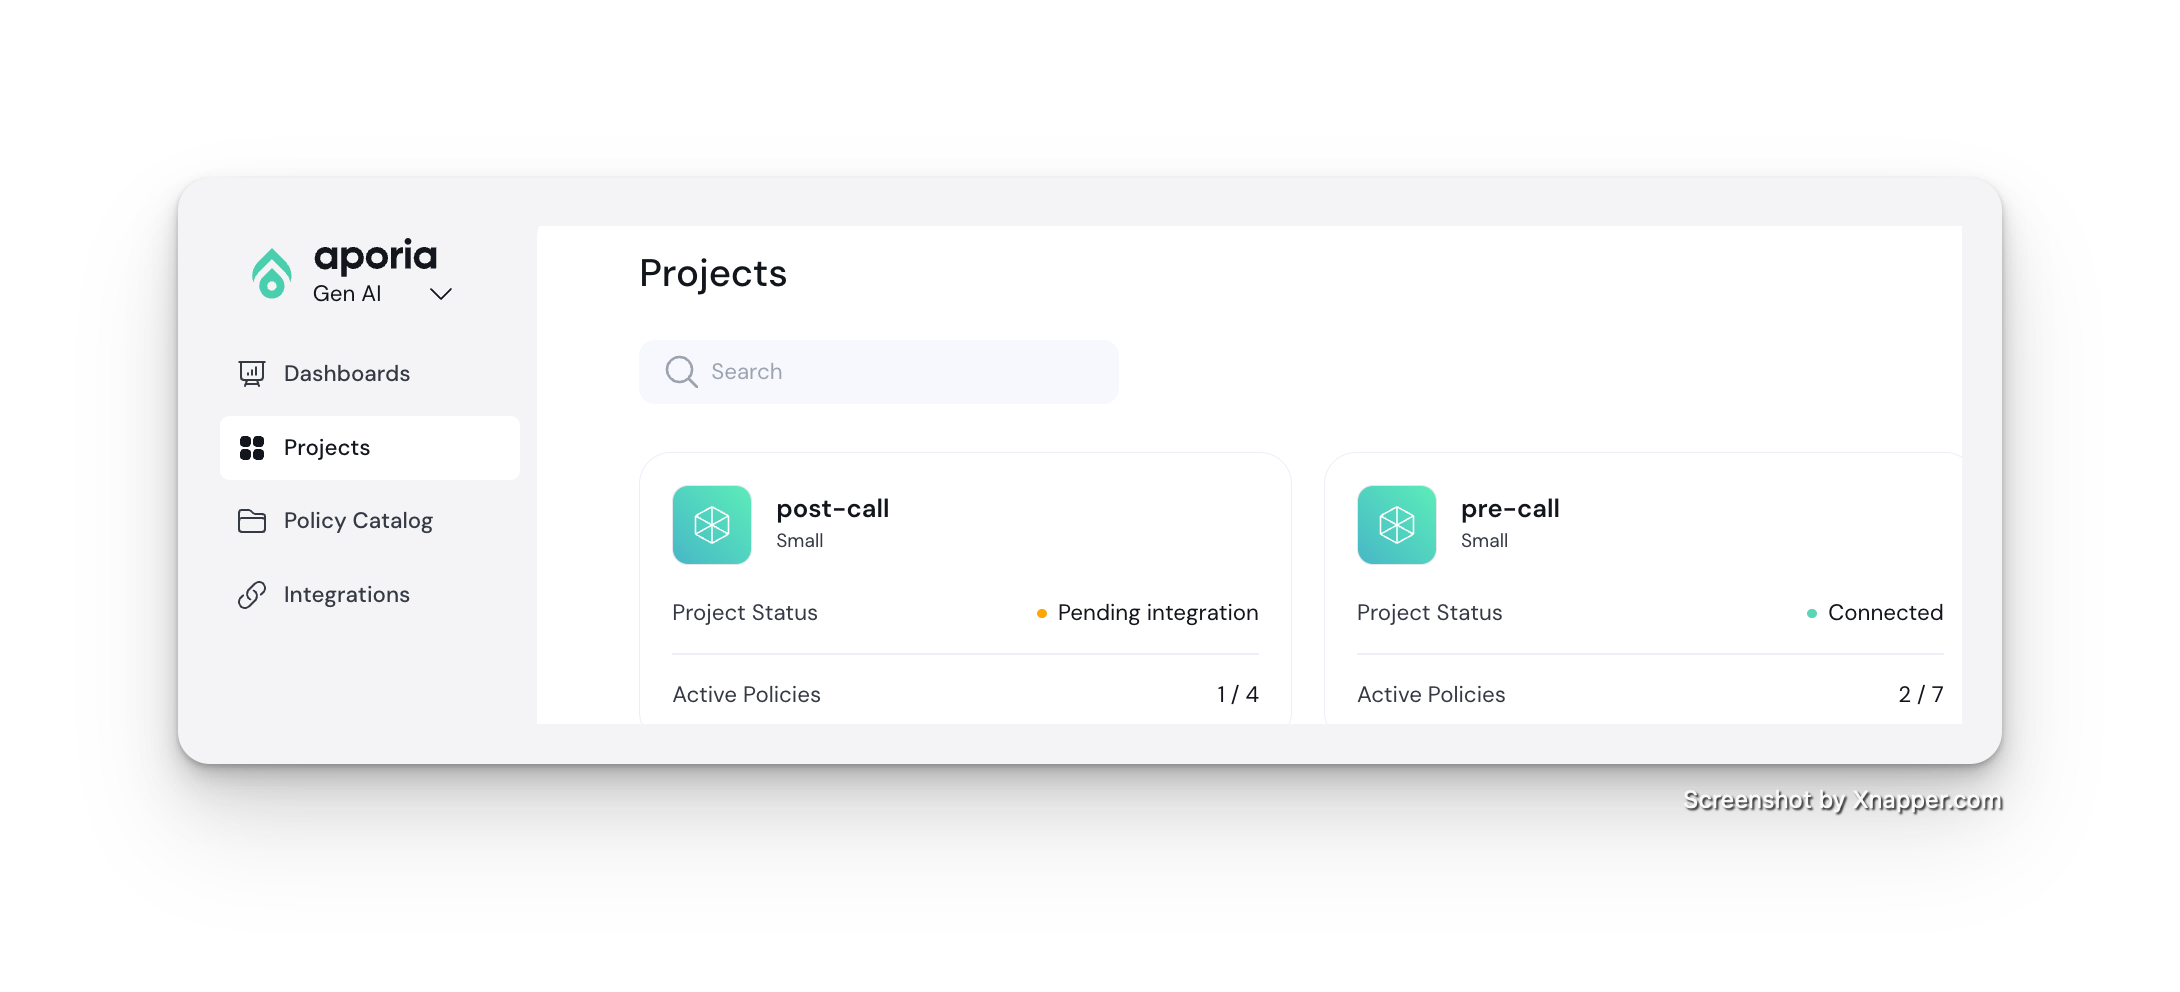 aporia
Gen AI
Dashboards
Projects
Policy Catalog
Integrations
Projects
Search
post-call
Small
Project Status
Pending integration
Active Policies
1 / 4
pre-call
Small
Project Status
Connected
Active Policies
2 / 7
Screenshot by Xnapper.com